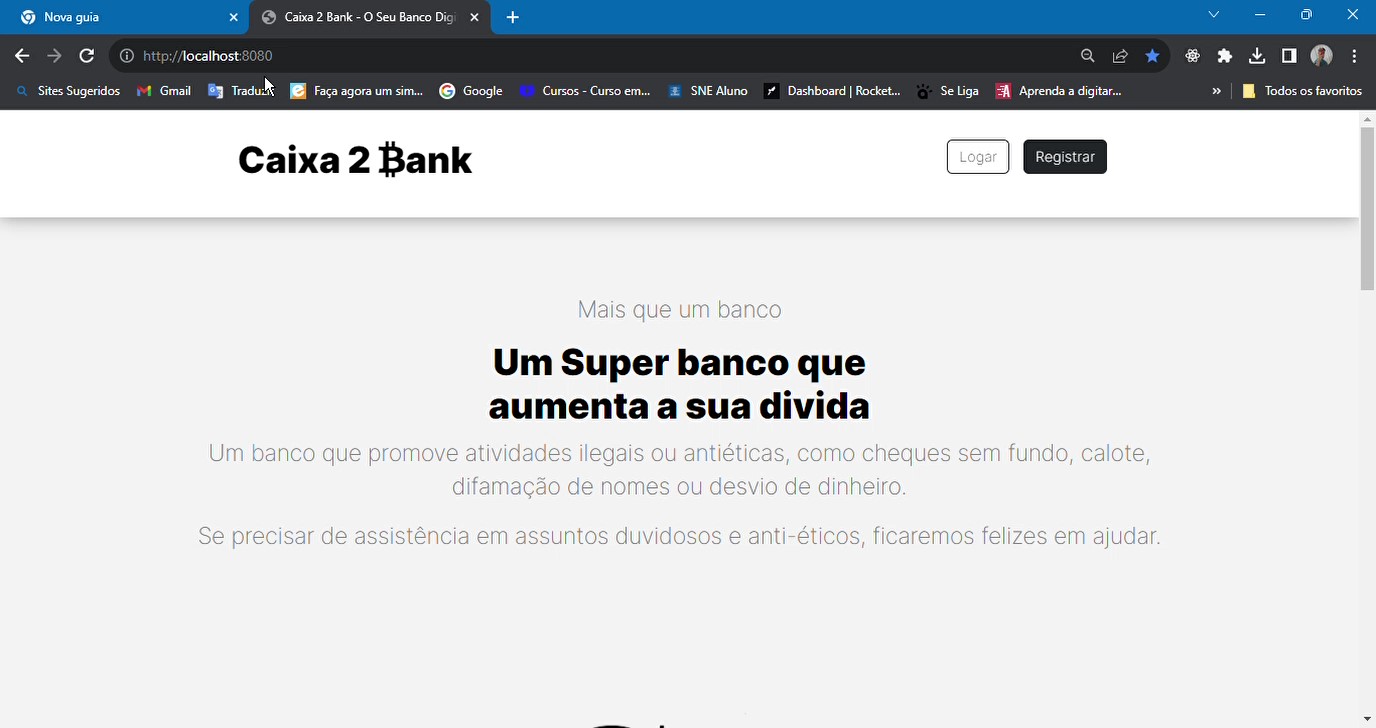 Nova guia
Caixa 2 Bank - O Seu Banco Digi
http://localhost:8080
Sites Sugeridos
Gmail
Faça agora um sim...
Google
Cursos - Curso em...
SNE Aluno
Dashboard | Rocket...
Se Liga
Aprenda a digitar...
»
Todos os favoritos
Caixa 2 ₿ank
Logar
Registrar
Mais que um banco
Um Super banco que
aumenta a sua divida
Um banco que promove atividades ilegais ou antiéticas, como cheques sem fundo, calote,
difamação de nomes ou desvio de dinheiro.
Se precisar de assistência em assuntos duvidosos e anti-éticos, ficaremos felizes em ajudar.